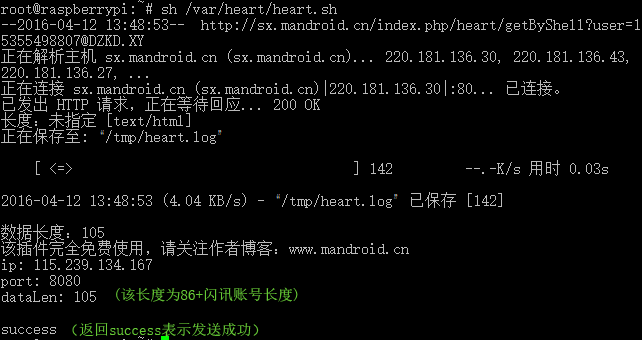 root@raspberrypi:~# sh /var/heart/heart.sh
--2016-04-12 13:48:53--  http://sx.mandroid.cn/index.php/heart/getByShell?user=1
5355498807@DZKD.XY
正在解析主机 sx.mandroid.cn (sx.mandroid.cn)... 220.181.136.30, 220.181.136.43,
220.181.136.27, ...
正在连接 sx.mandroid.cn (sx.mandroid.cn)|220.181.136.30|:80... 已连接。
已发出 HTTP 请求，正在等待回应... 200 OK
长度：未指定 [text/html]
正在保存至: “/tmp/heart.log”
[ <=> ] 142 --.-K/s 用时 0.03s
2016-04-12 13:48:53 (4.04 KB/s) - “/tmp/heart.log” 已保存 [142]
数据长度：105
该插件完全免费使用，请关注作者博客：www.mandroid.cn
ip: 115.239.134.167
port: 8080
dataLen: 105 （该长度为86+闪讯账号长度）
success （返回success表示发送成功）
root@raspberrypi:~#